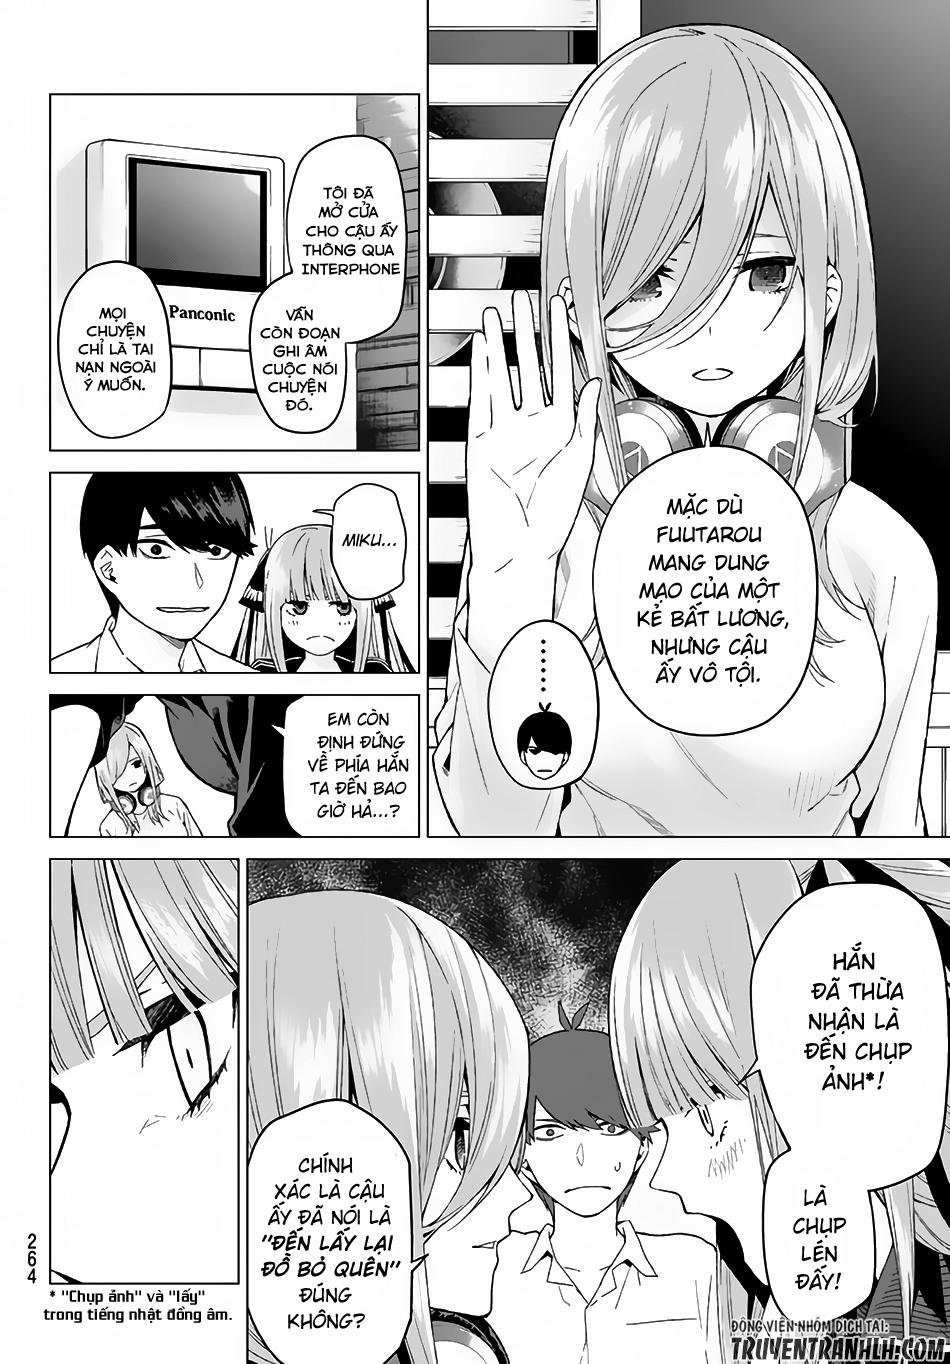 MẶC DÙ
FUUTAROU
MANG DUNG
MẠO CỦA MỘT
KẺ BẤT LƯƠNG,
NHƯNG CẬU
ẤY VÔ TỘI.
......
TÔI ĐÃ
MỞ CỬA
CHO CẬU ẤY
THÔNG QUA
INTERPHONE
VẪN
CÒN ĐOẠN
GHI ÂM
CUỘC NÓI
CHUYỆN
ĐÓ.
Panconic
MỌI
CHUYỆN
CHỈ LÀ TAI
NẠN NGOÀI
Ý MUỐN.
MIKU...
EM CÒN
ĐỊNH ĐỨNG
VỀ PHÍA HẮN
TA ĐẾN BAO
GIỜ HẢ...?
HẮN
ĐÃ THỪA
NHẬN LÀ
ĐẾN CHỤP
ẢNH*!
LÀ
CHỤP
LÉN
ĐẤY!
CHÍNH
XÁC LÀ CẬU
ẤY ĐÃ NÓI LÀ
"ĐẾN LẤY LẠI
ĐỒ BỎ QUÊN"
ĐÚNG
KHÔNG?
264
* "Chụp ảnh" và "lấy"
trong tiếng nhật đồng âm.
ĐỘNG VIÊN NHÓM DỊCH TẠI:
TRUYENTRANHLH.COM